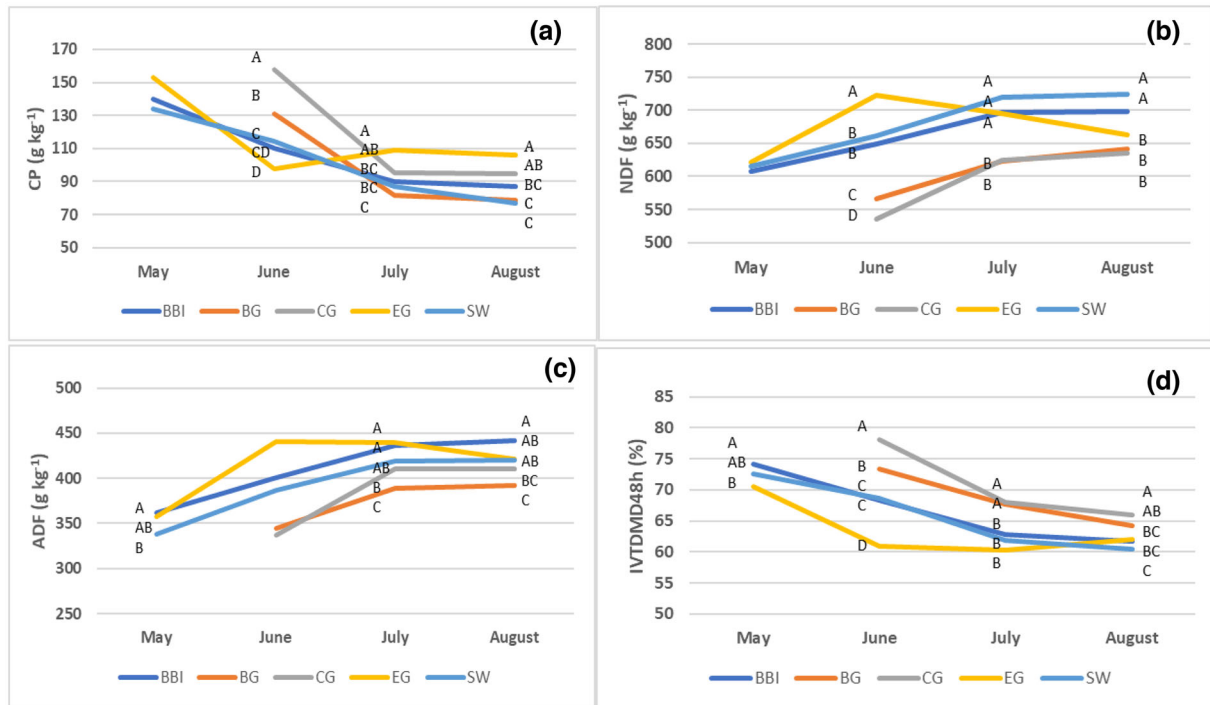 (a)
CP (g kg⁻¹)
170
150
130
110
90
70
50
A
B
C
CD
D
A
AB
BC
BC
C
A
AB
BC
C
C
May June July August
BBI BG CG EG SW
(b)
NDF (g kg⁻¹)
800
750
700
650
600
550
500
A
B
B
C
D
A
A
A
B
B
A
A
B
B
B
May June July August
BBI BG CG EG SW
(c)
ADF (g kg⁻¹)
500
450
400
350
300
250
A
AB
B
A
A
AB
B
C
A
AB
AB
BC
C
May June July August
BBI BG CG EG SW
(d)
IVTDMD48h (%)
85
80
75
70
65
60
55
50
A
AB
B
A
B
C
C
D
A
A
B
B
B
A
AB
BC
BC
C
May June July August
BBI BG CG EG SW